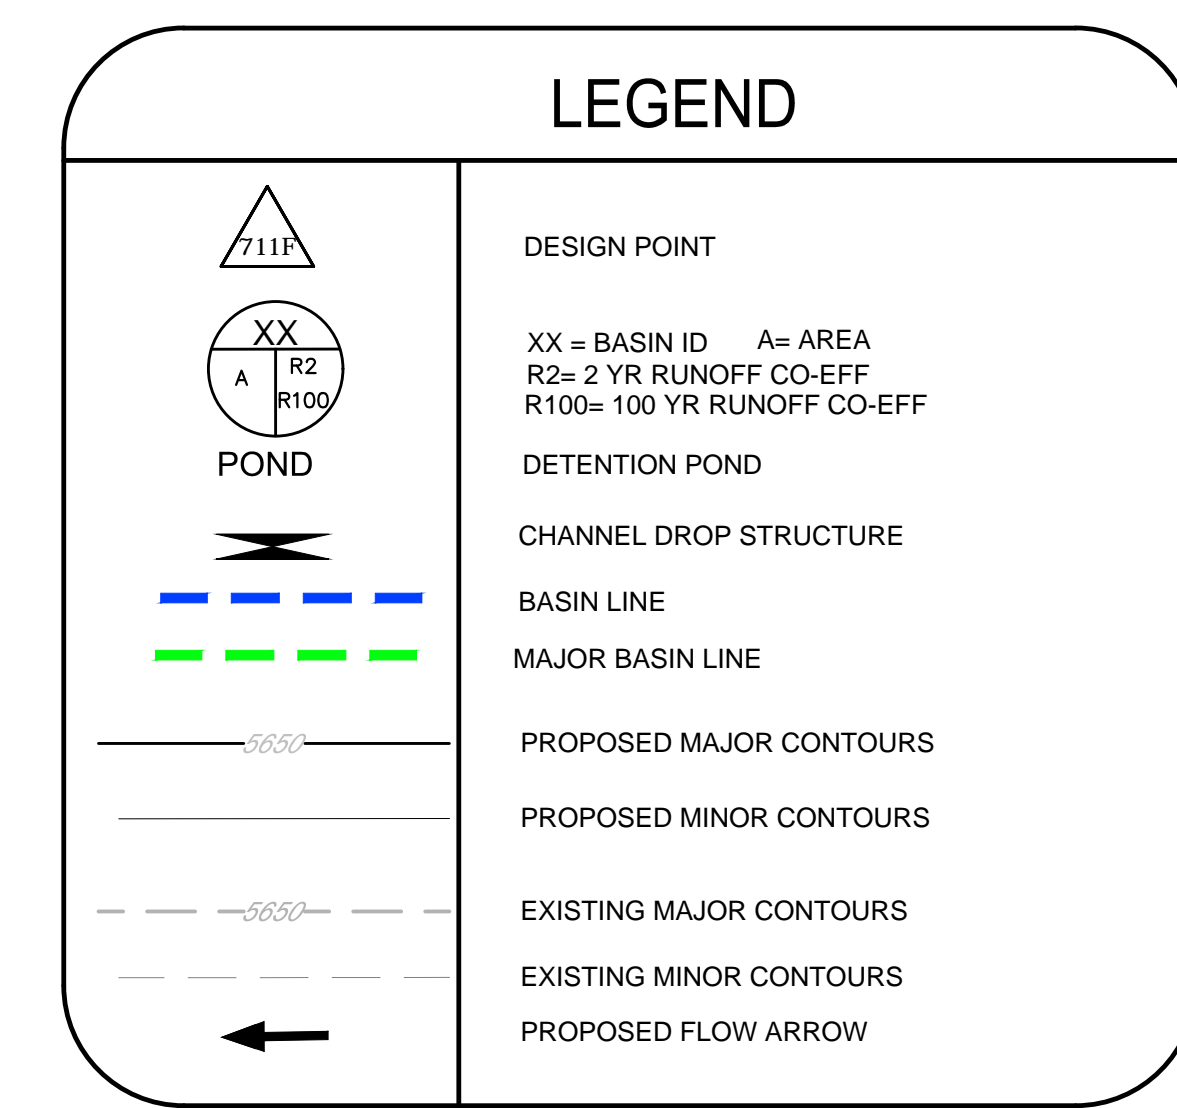 LEGEND
711F
DESIGN POINT
XX
A
R2
R100
XX = BASIN ID A= AREA
R2= 2 YR RUNOFF CO-EFF
R100= 100 YR RUNOFF CO-EFF
POND
DETENTION POND
CHANNEL DROP STRUCTURE
BASIN LINE
MAJOR BASIN LINE
5650
PROPOSED MAJOR CONTOURS
PROPOSED MINOR CONTOURS
5650
EXISTING MAJOR CONTOURS
EXISTING MINOR CONTOURS
PROPOSED FLOW ARROW